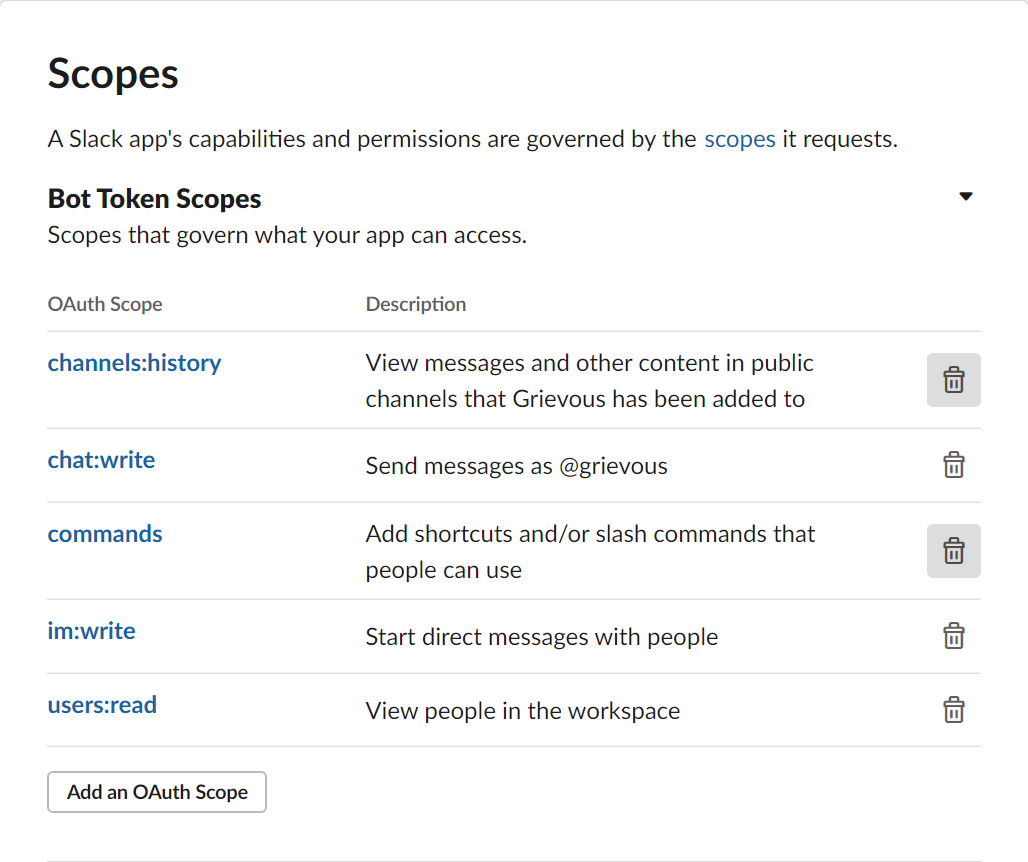 Scopes
A Slack app's capabilities and permissions are governed by the scopes it requests.
Bot Token Scopes
Scopes that govern what your app can access.
OAuth Scope Description
channels:history View messages and other content in public
channels that Grievous has been added to
chat:write Send messages as @grievous
commands Add shortcuts and/or slash commands that
people can use
im:write Start direct messages with people
users:read View people in the workspace
Add an OAuth Scope